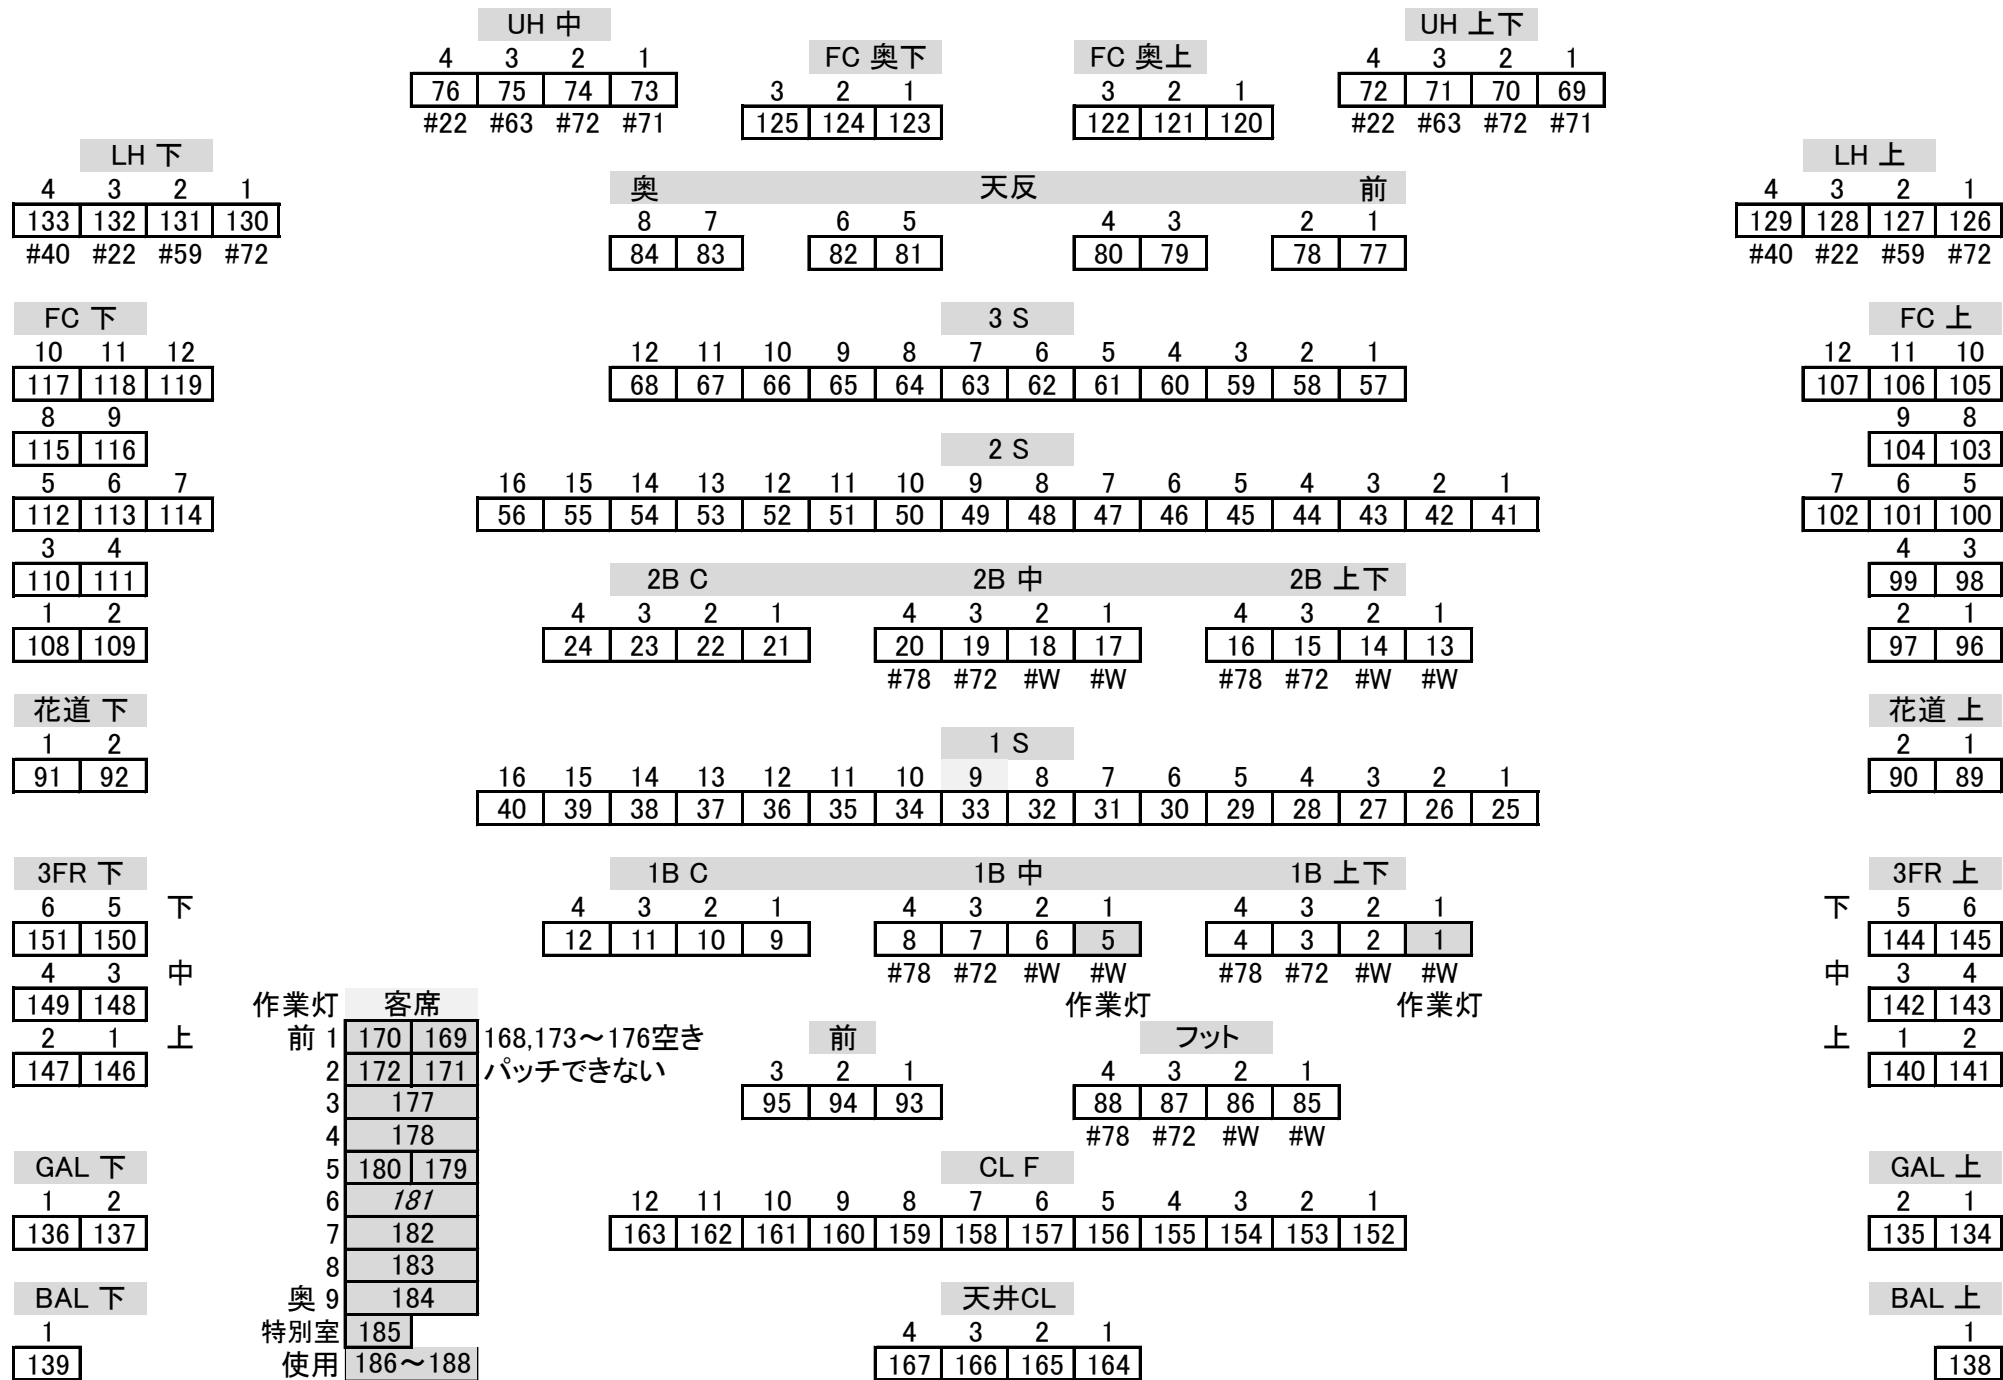 UH 中
UH 上下
FC 奥下
FC 奥上
4 3 2 1
4 3 2 1
76 75 74 73
3 2 1
3 2 1
72 71 70 69
#22 #63 #72 #71
125 124 123
122 121 120
#22 #63 #72 #71
LH 下
LH 上
4 3 2 1
奥 天反 前
4 3 2 1
133 132 131 130
8 7 6 5 4 3 2 1
129 128 127 126
#40 #22 #59 #72
84 83 82 81 80 79 78 77
#40 #22 #59 #72
FC 下
3 S
FC 上
10 11 12
12 11 10 9 8 7 6 5 4 3 2 1
12 11 10
117 118 119
68 67 66 65 64 63 62 61 60 59 58 57
107 106 105
8 9
9 8
115 116
2 S
104 103
5 6 7
16 15 14 13 12 11 10 9 8 7 6 5 4 3 2 1
7 6 5
112 113 114
56 55 54 53 52 51 50 49 48 47 46 45 44 43 42 41
102 101 100
3 4
4 3
110 111
2B C 2B 中 2B 上下
99 98
1 2
4 3 2 1 4 3 2 1 4 3 2 1
2 1
108 109
24 23 22 21 20 19 18 17 16 15 14 13
97 96
#78 #72 #W #W #78 #72 #W #W
花道 下
花道 上
1 2
1 S
2 1
91 92
16 15 14 13 12 11 10 9 8 7 6 5 4 3 2 1
90 89
40 39 38 37 36 35 34 33 32 31 30 29 28 27 26 25
3FR 下
1B C 1B 中 1B 上下
3FR 上
6 5 下
4 3 2 1 4 3 2 1 4 3 2 1
下 5 6
151 150
12 11 10 9 8 7 6 5 4 3 2 1
144 145
4 3 中
#78 #72 #W #W #78 #72 #W #W
中 3 4
149 148
作業灯 客席
作業灯 作業灯
142 143
2 1 上
前 1 170 169 168,173～176空き
前
フット
上 1 2
147 146
2 172 171 パッチできない
3 2 1
4 3 2 1
140 141
3 177
95 94 93
88 87 86 85
4 178
#78 #72 #W #W
GAL 下
5 180 179
CL F
GAL 上
1 2
6 181
12 11 10 9 8 7 6 5 4 3 2 1
2 1
136 137
7 182
163 162 161 160 159 158 157 156 155 154 153 152
135 134
8 183
BAL 下
奥 9 184
天井CL
BAL 上
1
特別室 185
4 3 2 1
1
139
使用 186～188
167 166 165 164
138